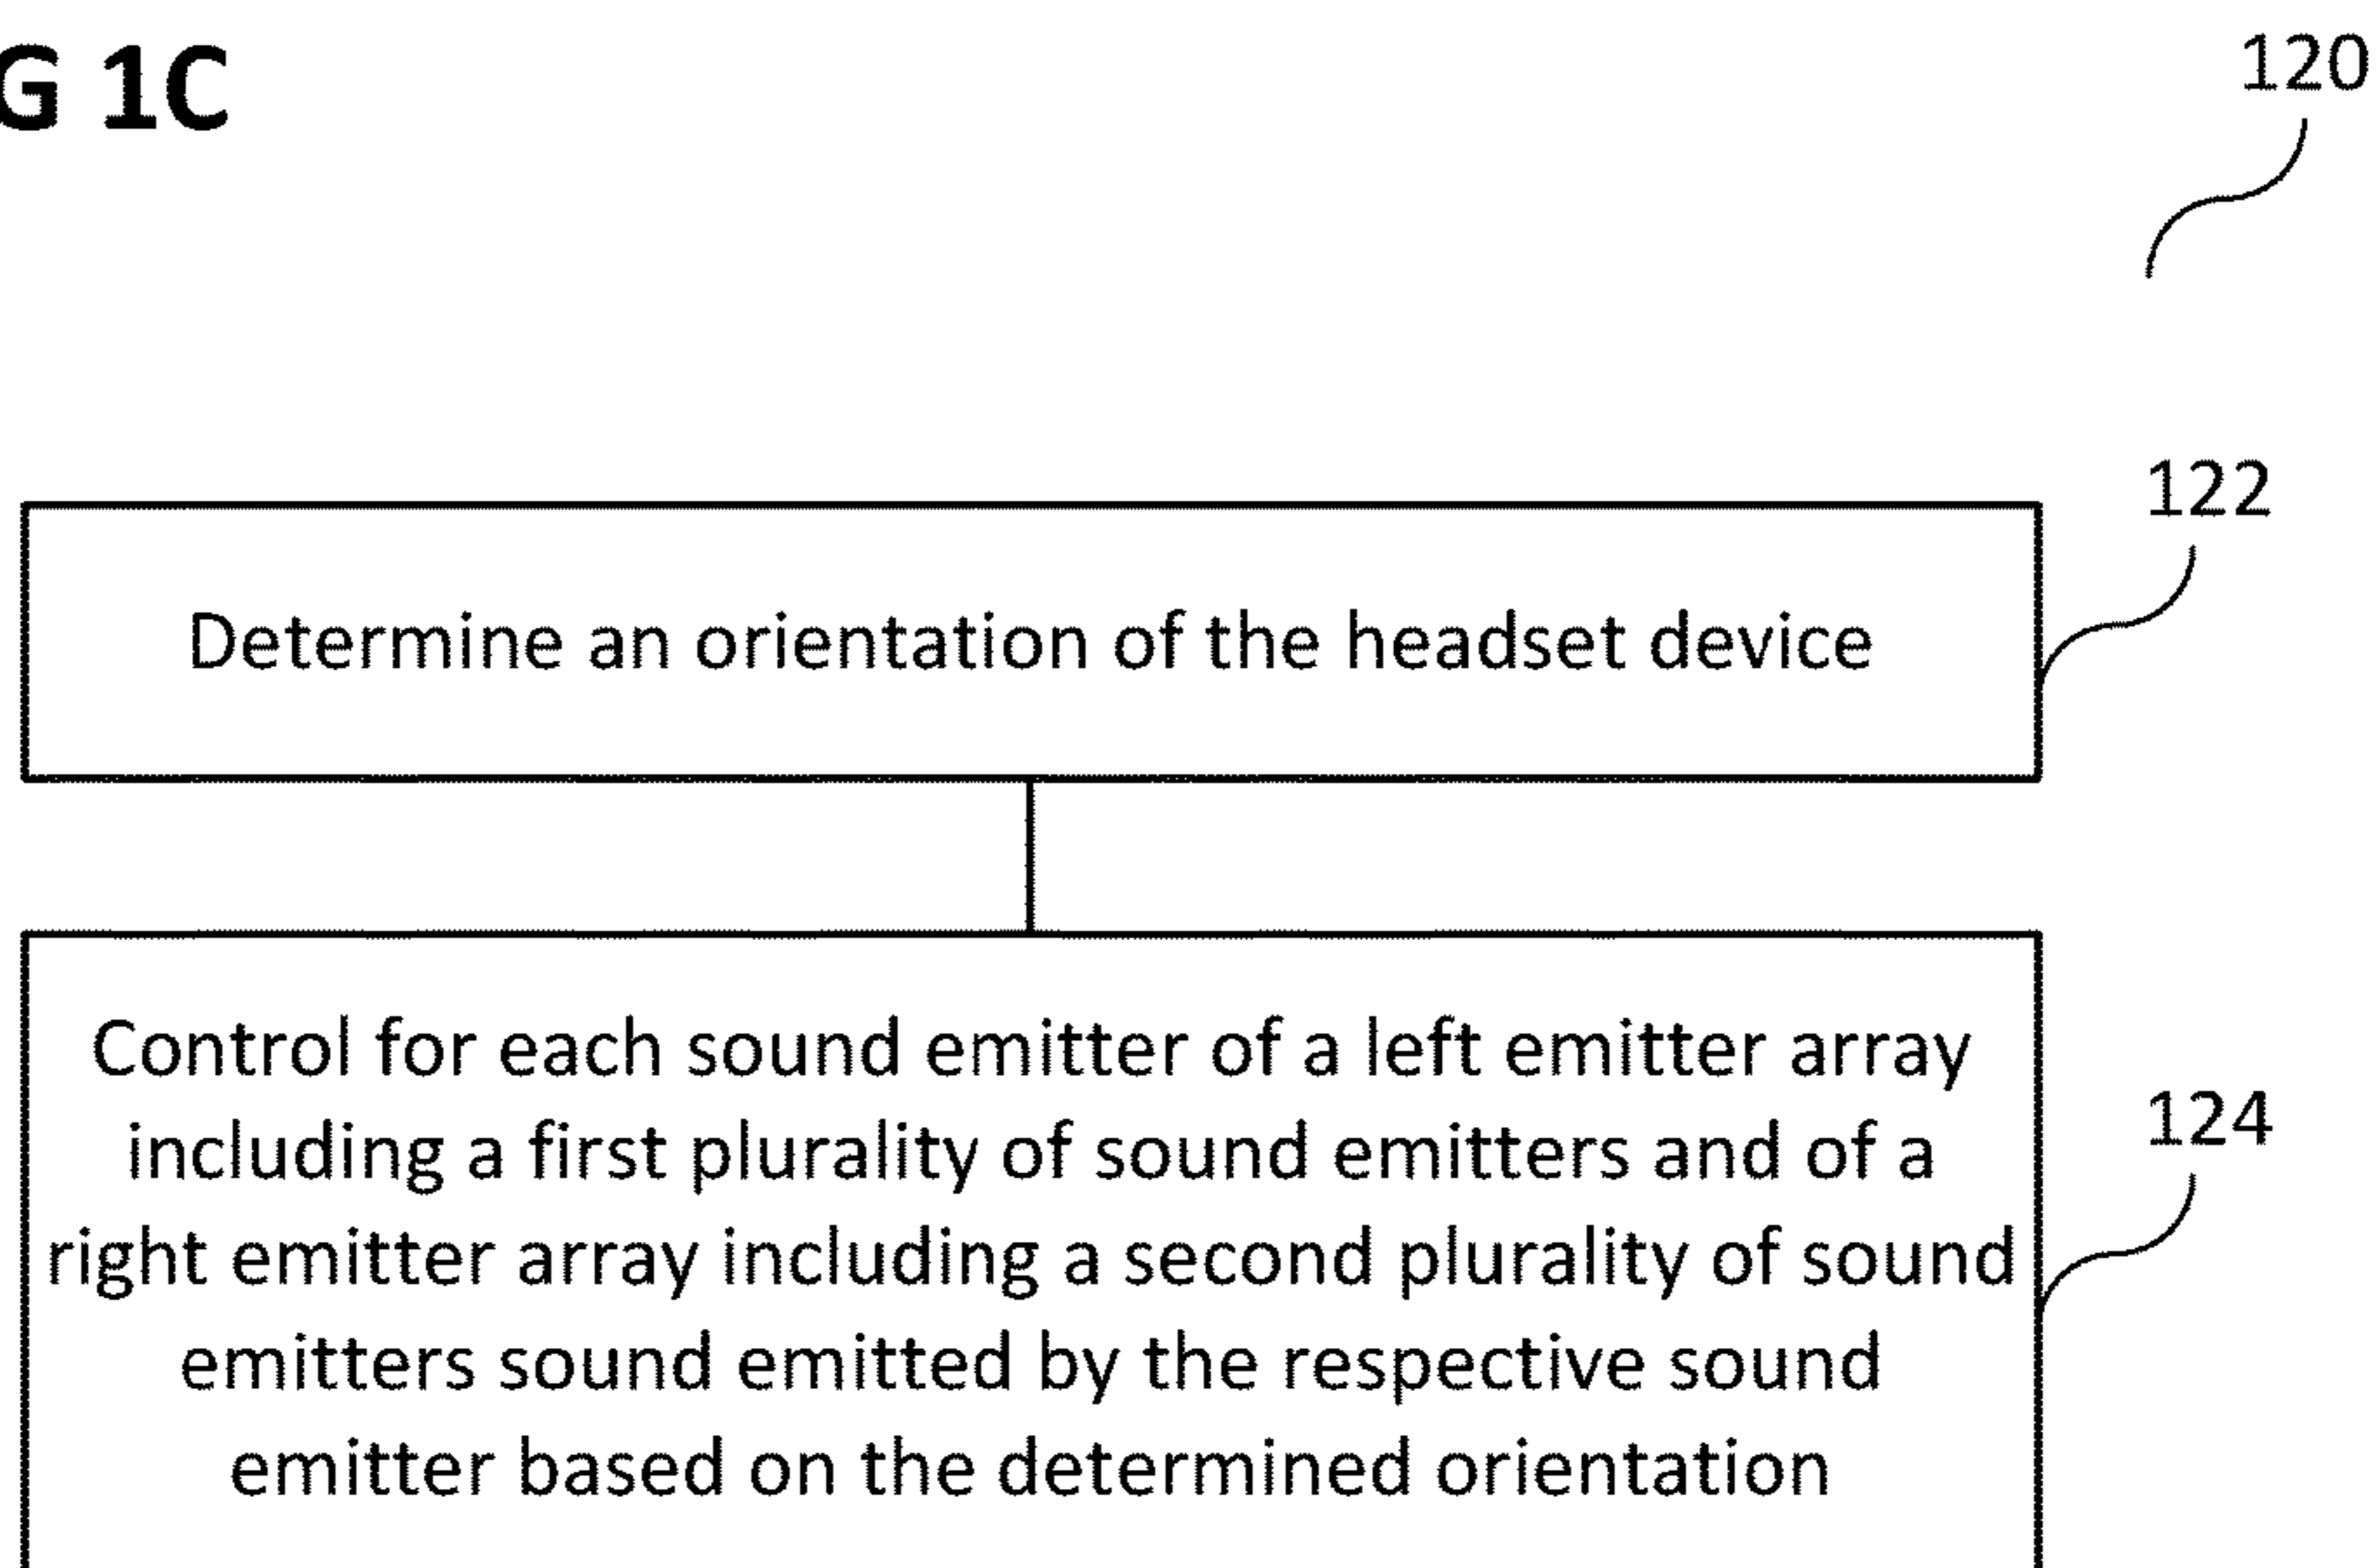 G 1C
120
122
Determine an orientation of the headset device
Control for each sound emitter of a left emitter array
including a first plurality of sound emitters and of a
124
right emitter array including a second plurality of sound
emitters sound emitted by the respective sound
emitter based on the determined orientation